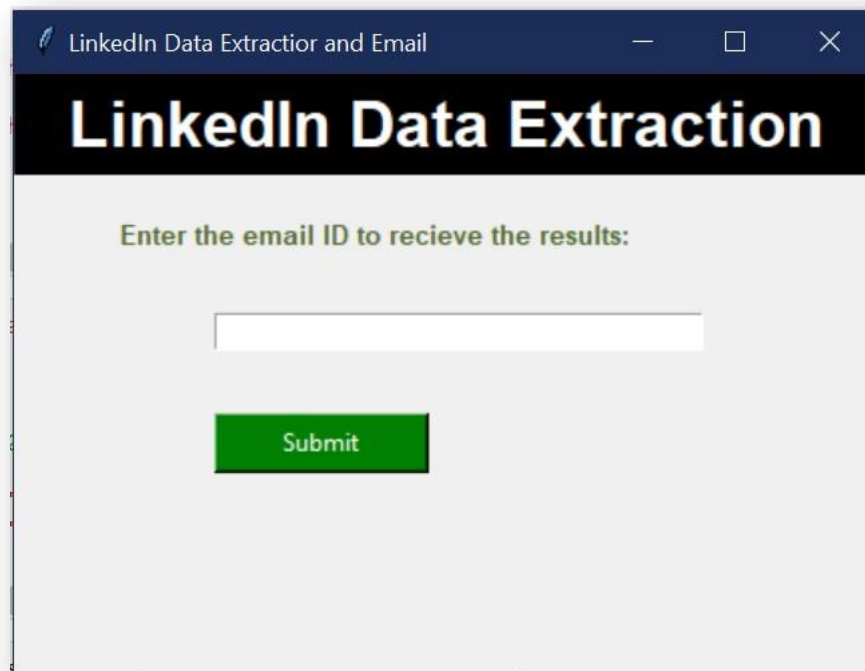 LinkedIn Data Extractior and Email
LinkedIn Data Extraction
Enter the email ID to recieve the results:
Submit